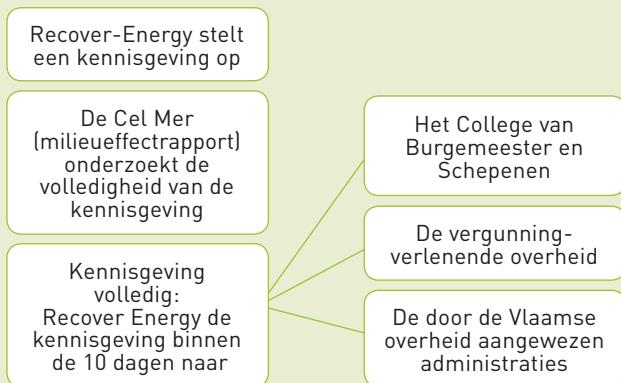 Recover-Energy stelt
een kennisgeving op
De Cel Mer
(milieueffectrapport)
onderzoekt de
volledigheid van de
kennisgeving
Kennisgeving
volledig:
Recover Energy de
kennisgeving binnen
de 10 dagen naar
Het College van
Burgemeester en
Schepenen
De vergunning-
verlenende overheid
De door de Vlaamse
overheid aangewezen
administraties